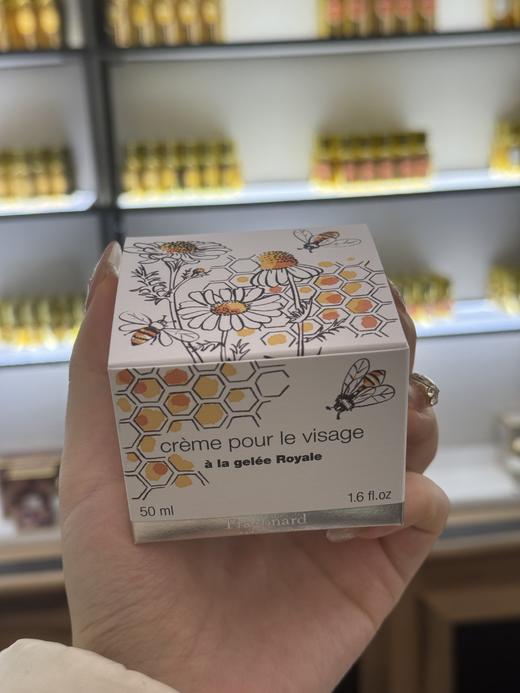 crème pour le visage
à la gelée Royale
50 ml
1.6 fl.oz
Fragonard